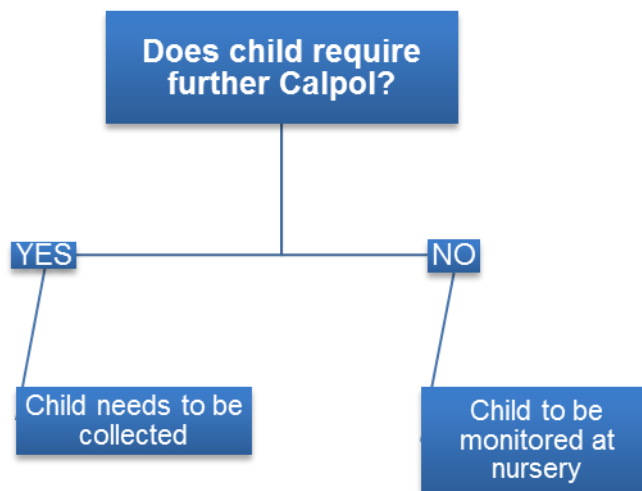 Does child require
further Calpol?
YES
NO
Child needs to be
collected
Child to be
monitored at
nursery